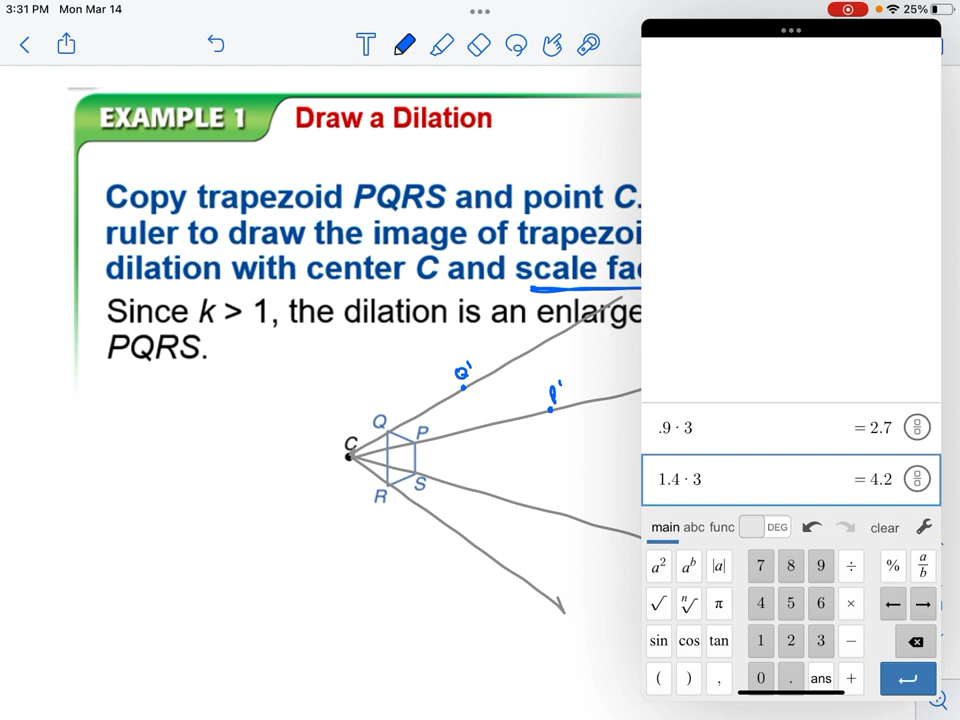 3:31 PM Mon Mar 14
25%
T
EXAMPLE 1 Draw a Dilation
Copy trapezoid PQRS and point C.
ruler to draw the image of trapezoi
dilation with center C and scale fac
Since k > 1, the dilation is an enlarge
PQRS.
Q'
P'
C
Q
P
S
R
.9 · 3 = 2.7
1.4 · 3 = 4.2
main abc func DEG clear
a² aᵇ |a| 7 8 9 ÷ % a/b
√ ⁿ√ π 4 5 6 × ← →
sin cos tan 1 2 3 −
( ) , 0 . ans +